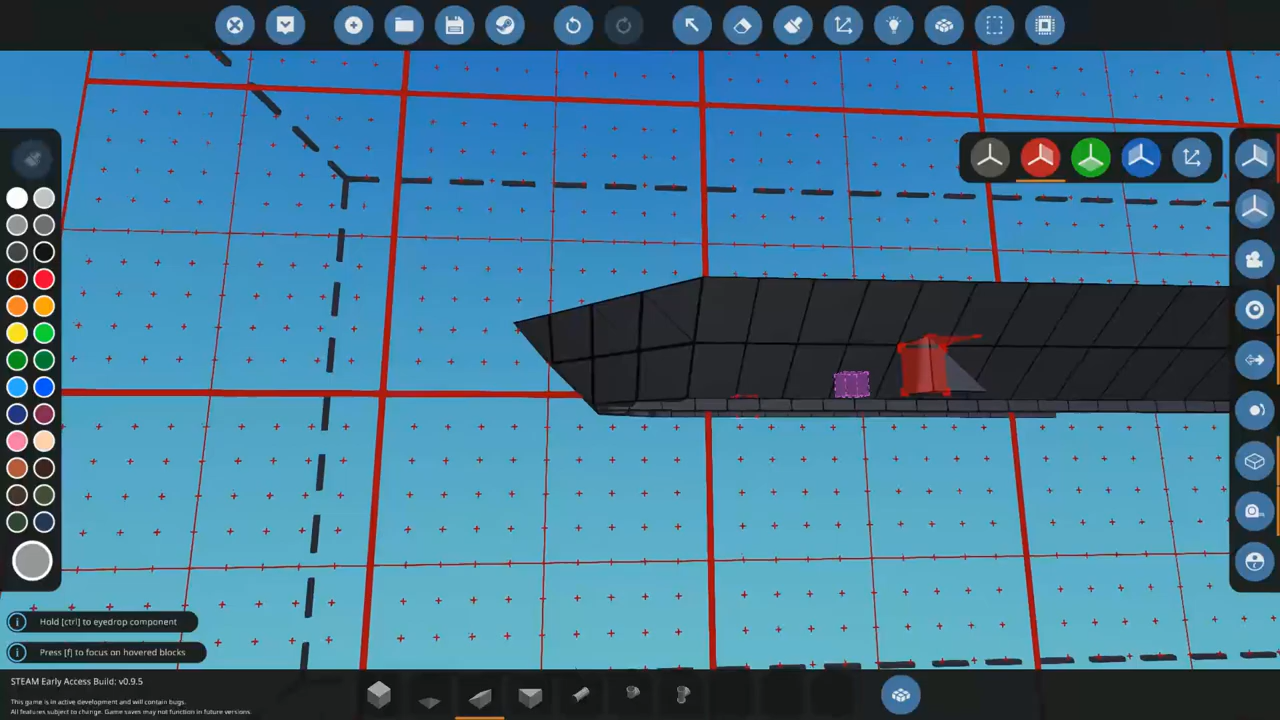 Hold [ctrl] to eyedrop component
Press [f] to focus on hovered blocks
STEAM Early Access Build: v0.9.5
This game is in active development and will contain bugs.
All features subject to change. Game saves may not function in future versions.